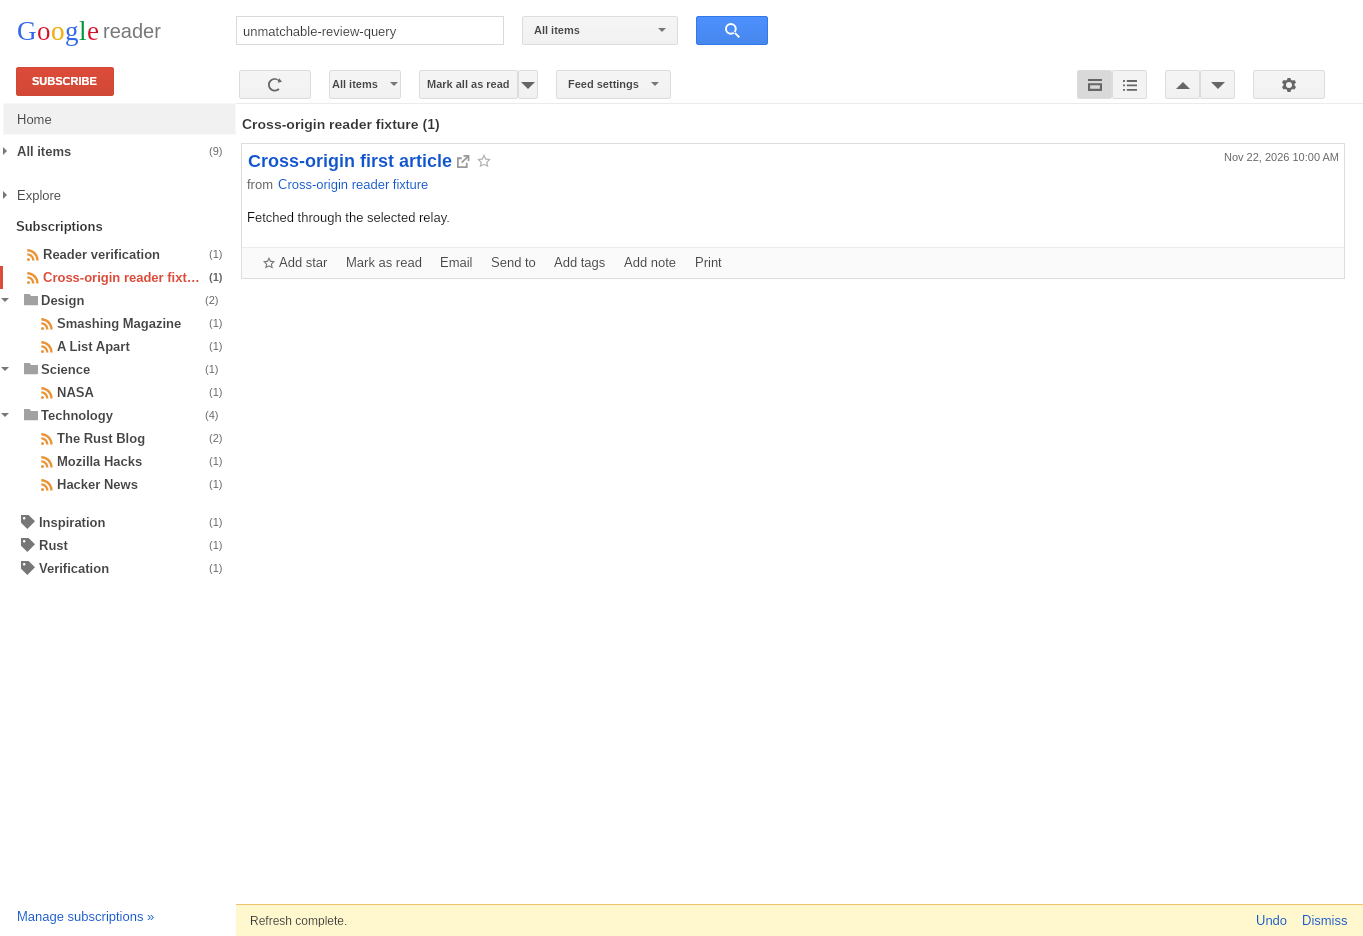 Google reader
unmatchable-review-query
All items
SUBSCRIBE
All items
Mark all as read
Feed settings
Home
All items (9)
Explore
Subscriptions
Reader verification (1)
Cross-origin reader fixt... (1)
Design (2)
Smashing Magazine (1)
A List Apart (1)
Science (1)
NASA (1)
Technology (4)
The Rust Blog (2)
Mozilla Hacks (1)
Hacker News (1)
Inspiration (1)
Rust (1)
Verification (1)
Manage subscriptions »
Cross-origin reader fixture (1)
Cross-origin first article
Nov 22, 2026 10:00 AM
from Cross-origin reader fixture
Fetched through the selected relay.
Add star Mark as read Email Send to Add tags Add note Print
Refresh complete.
Undo Dismiss